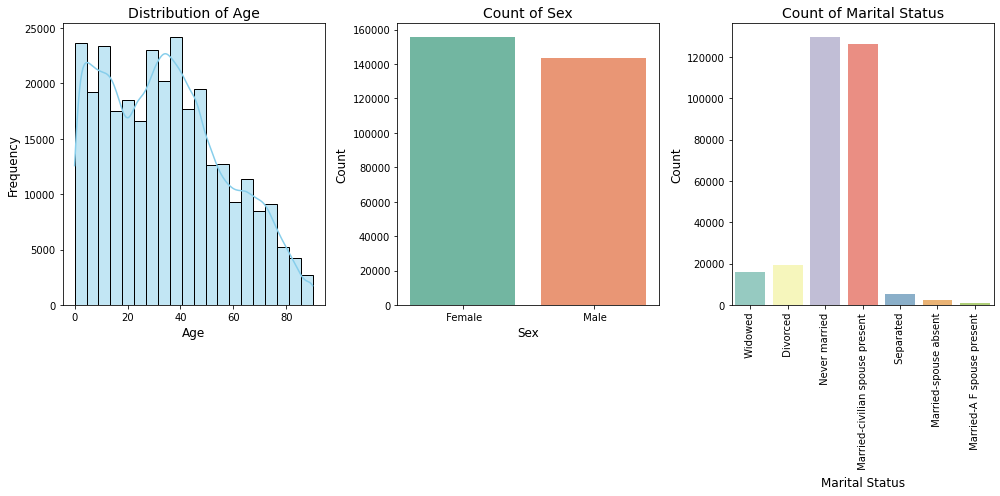 Distribution of Age
Frequency
25000
20000
15000
10000
5000
0
0 20 40 60 80
Age
Count of Sex
Count
160000
140000
120000
100000
80000
60000
40000
20000
0
Female Male
Sex
Count of Marital Status
Count
120000
100000
80000
60000
40000
20000
0
Widowed
Divorced
Never married
Married-civilian spouse present
Separated
Married-spouse absent
Married-A F spouse present
Marital Status